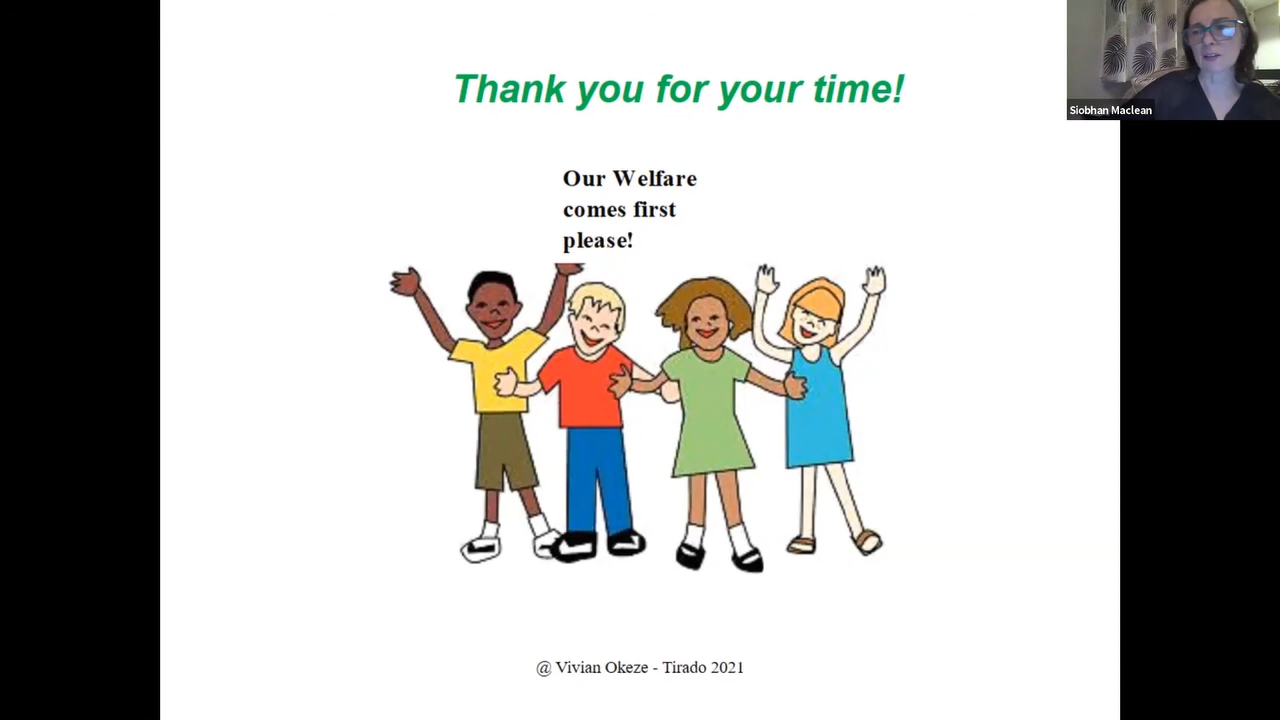 Thank you for your time!
Siobhan Maclean
Our Welfare
comes first
please!
@ Vivian Okeze - Tirado 2021